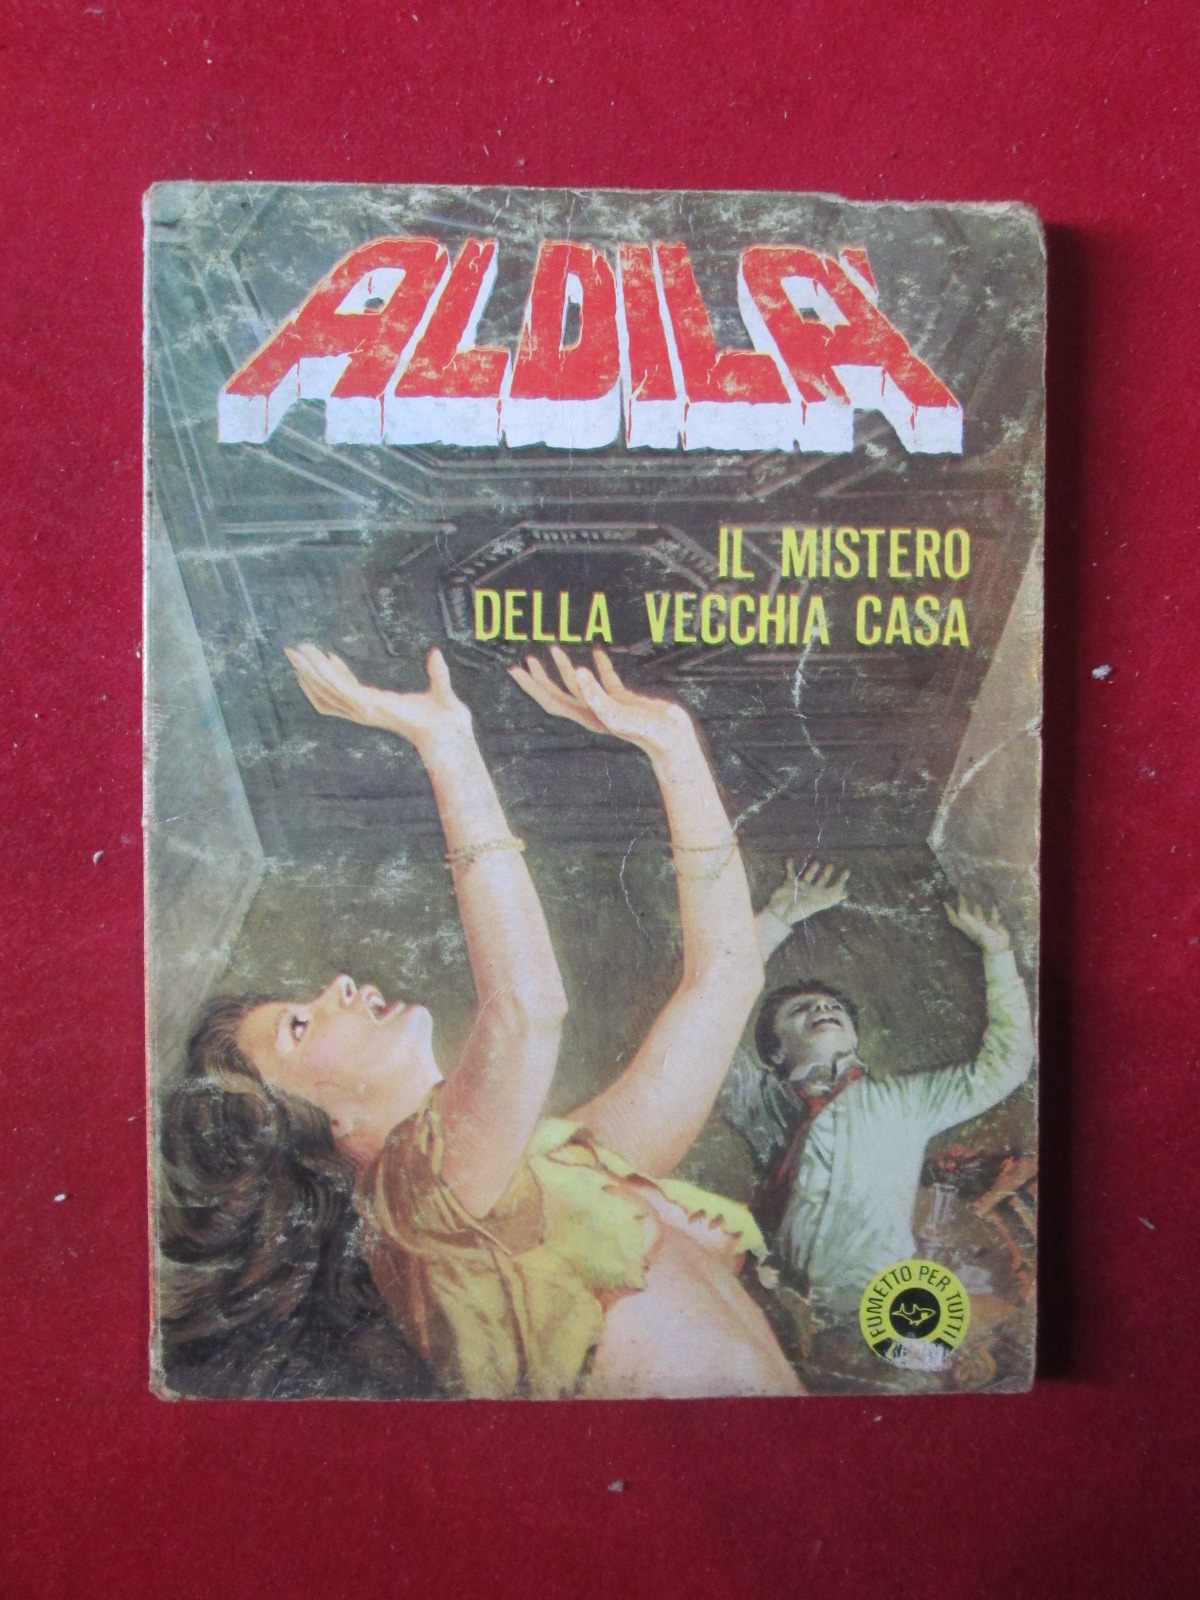 ALDILA'
IL MISTERO
DELLA VECCHIA CASA
FUMETTO PER TUTTI